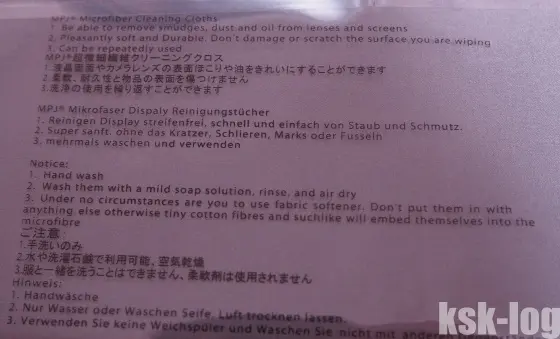 MPJ® Microfiber Cleaning Cloths
1. Be able to remove smudges, dust and oil from lenses and screens
2. Pleasantly soft and Durable. Don't damage or scratch the surface you are wiping
3. Can be repeatedly used
MPJ®超微細繊維クリーニングクロス
1.液晶画面やカメラレンズの表面ほこりや油をきれいにすることができます
2.柔軟、耐久性と物品の表面を傷つけません
3.洗浄の使用を繰り返すことができます
MPJ® Mikrofaser Dispaly Reinigungstücher
1. Reinigen Display streifenfrei, schnell und einfach von Staub und Schmutz.
2. Super sanft. ohne das Kratzer, Schlieren, Marks oder Fusseln
3. mehrmals waschen und verwenden
Notice:
1. Hand wash
2. Wash them with a mild soap solution, rinse, and air dry
3. Under no circumstances are you to use fabric softener. Don't put them in with
anything else otherwise tiny cotton fibres and suchlike will embed themselves into the
microfibre
ご注意:
1.手洗いのみ
2.水や洗濯石鹸で利用可能、空気乾燥
3.服と一緒を洗うことはできません、柔軟剤は使用されません
Hinweis:
1. Handwäsche
2. Nur Wasser oder Waschen Seife, Luft trocknen lassen.
3. Verwenden Sie keine Weichspüler und Waschen Sie nicht mit anderen
ksk-log